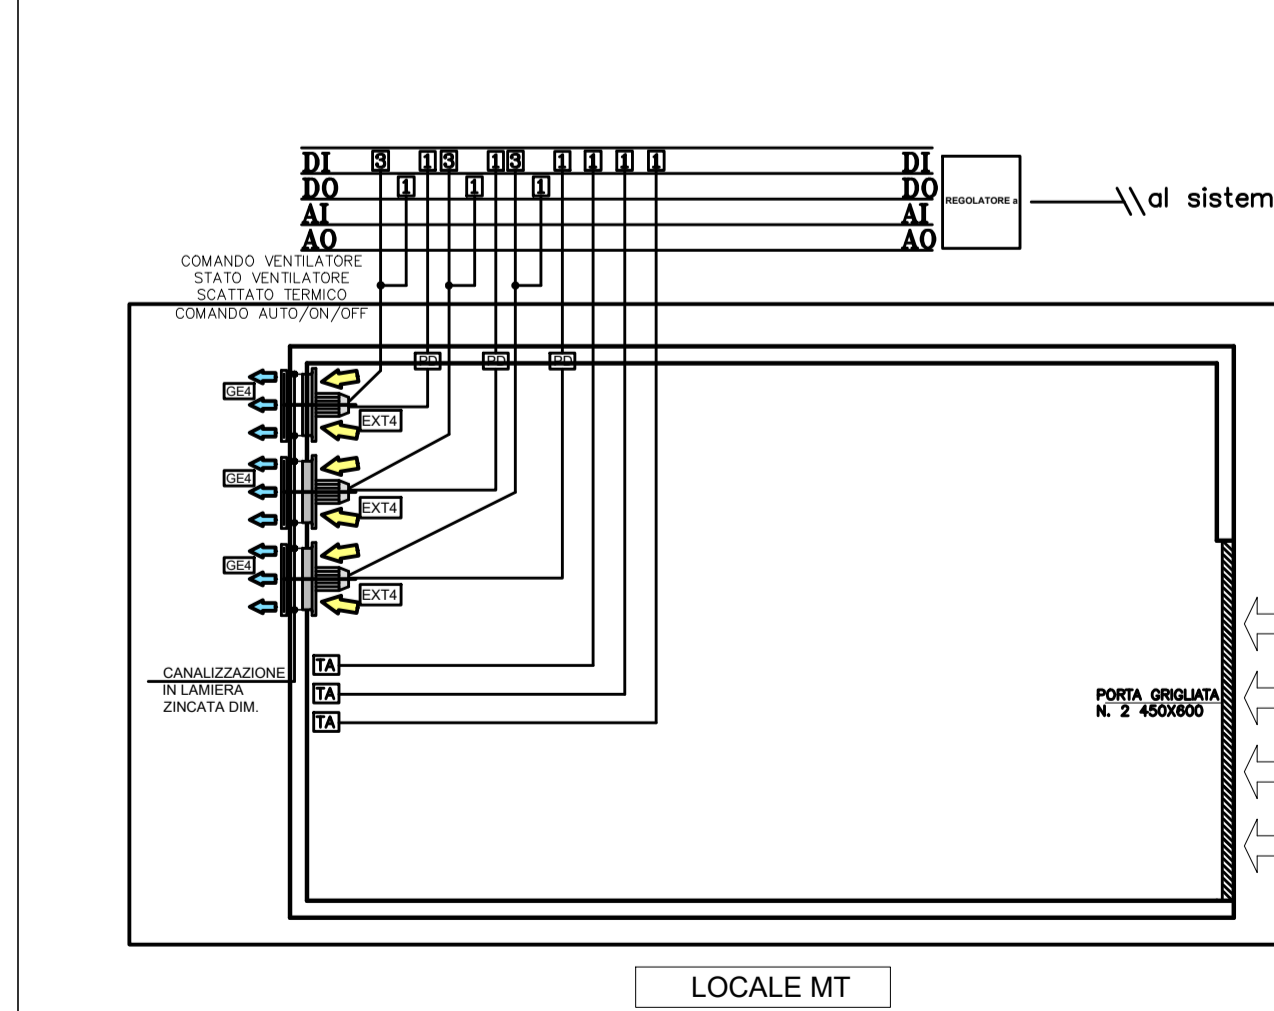 DI 3 1 3 1 3 1 1 1 1 DI
DO 1 1 1 DO
AI AI
AO AO
REGOLATORE a
al sistem
COMANDO VENTILATORE
STATO VENTILATORE
SCATTATO TERMICO
COMANDO AUTO/ON/OFF
PD PD PD
GE4
EXT4
GE4
EXT4
GE4
EXT4
TA
TA
TA
CANALIZZAZIONE
IN LAMIERA
ZINCATA DIM.
PORTA GRIGLIATA
N. 2 450X600
LOCALE MT